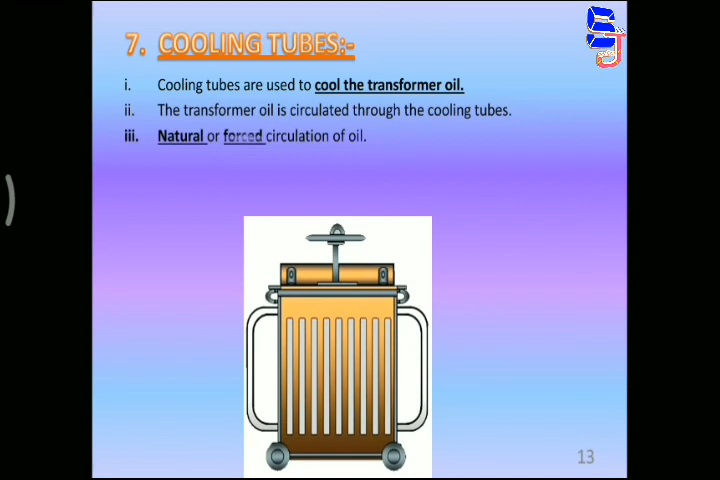 SJ
7. COOLING TUBES:-
i. Cooling tubes are used to cool the transformer oil.
ii. The transformer oil is circulated through the cooling tubes.
iii. Natural or forced circulation of oil.
13